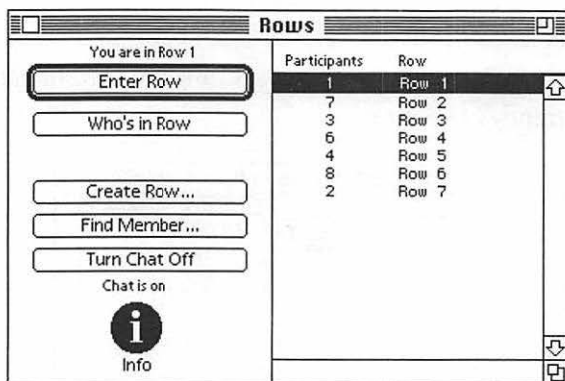 Rows
You are in Row 1
Enter Row
Who's in Row
Create Row...
Find Member...
Turn Chat Off
Chat is on
i
Info
Participants Row
1 Row 1
7 Row 2
3 Row 3
6 Row 4
4 Row 5
8 Row 6
2 Row 7